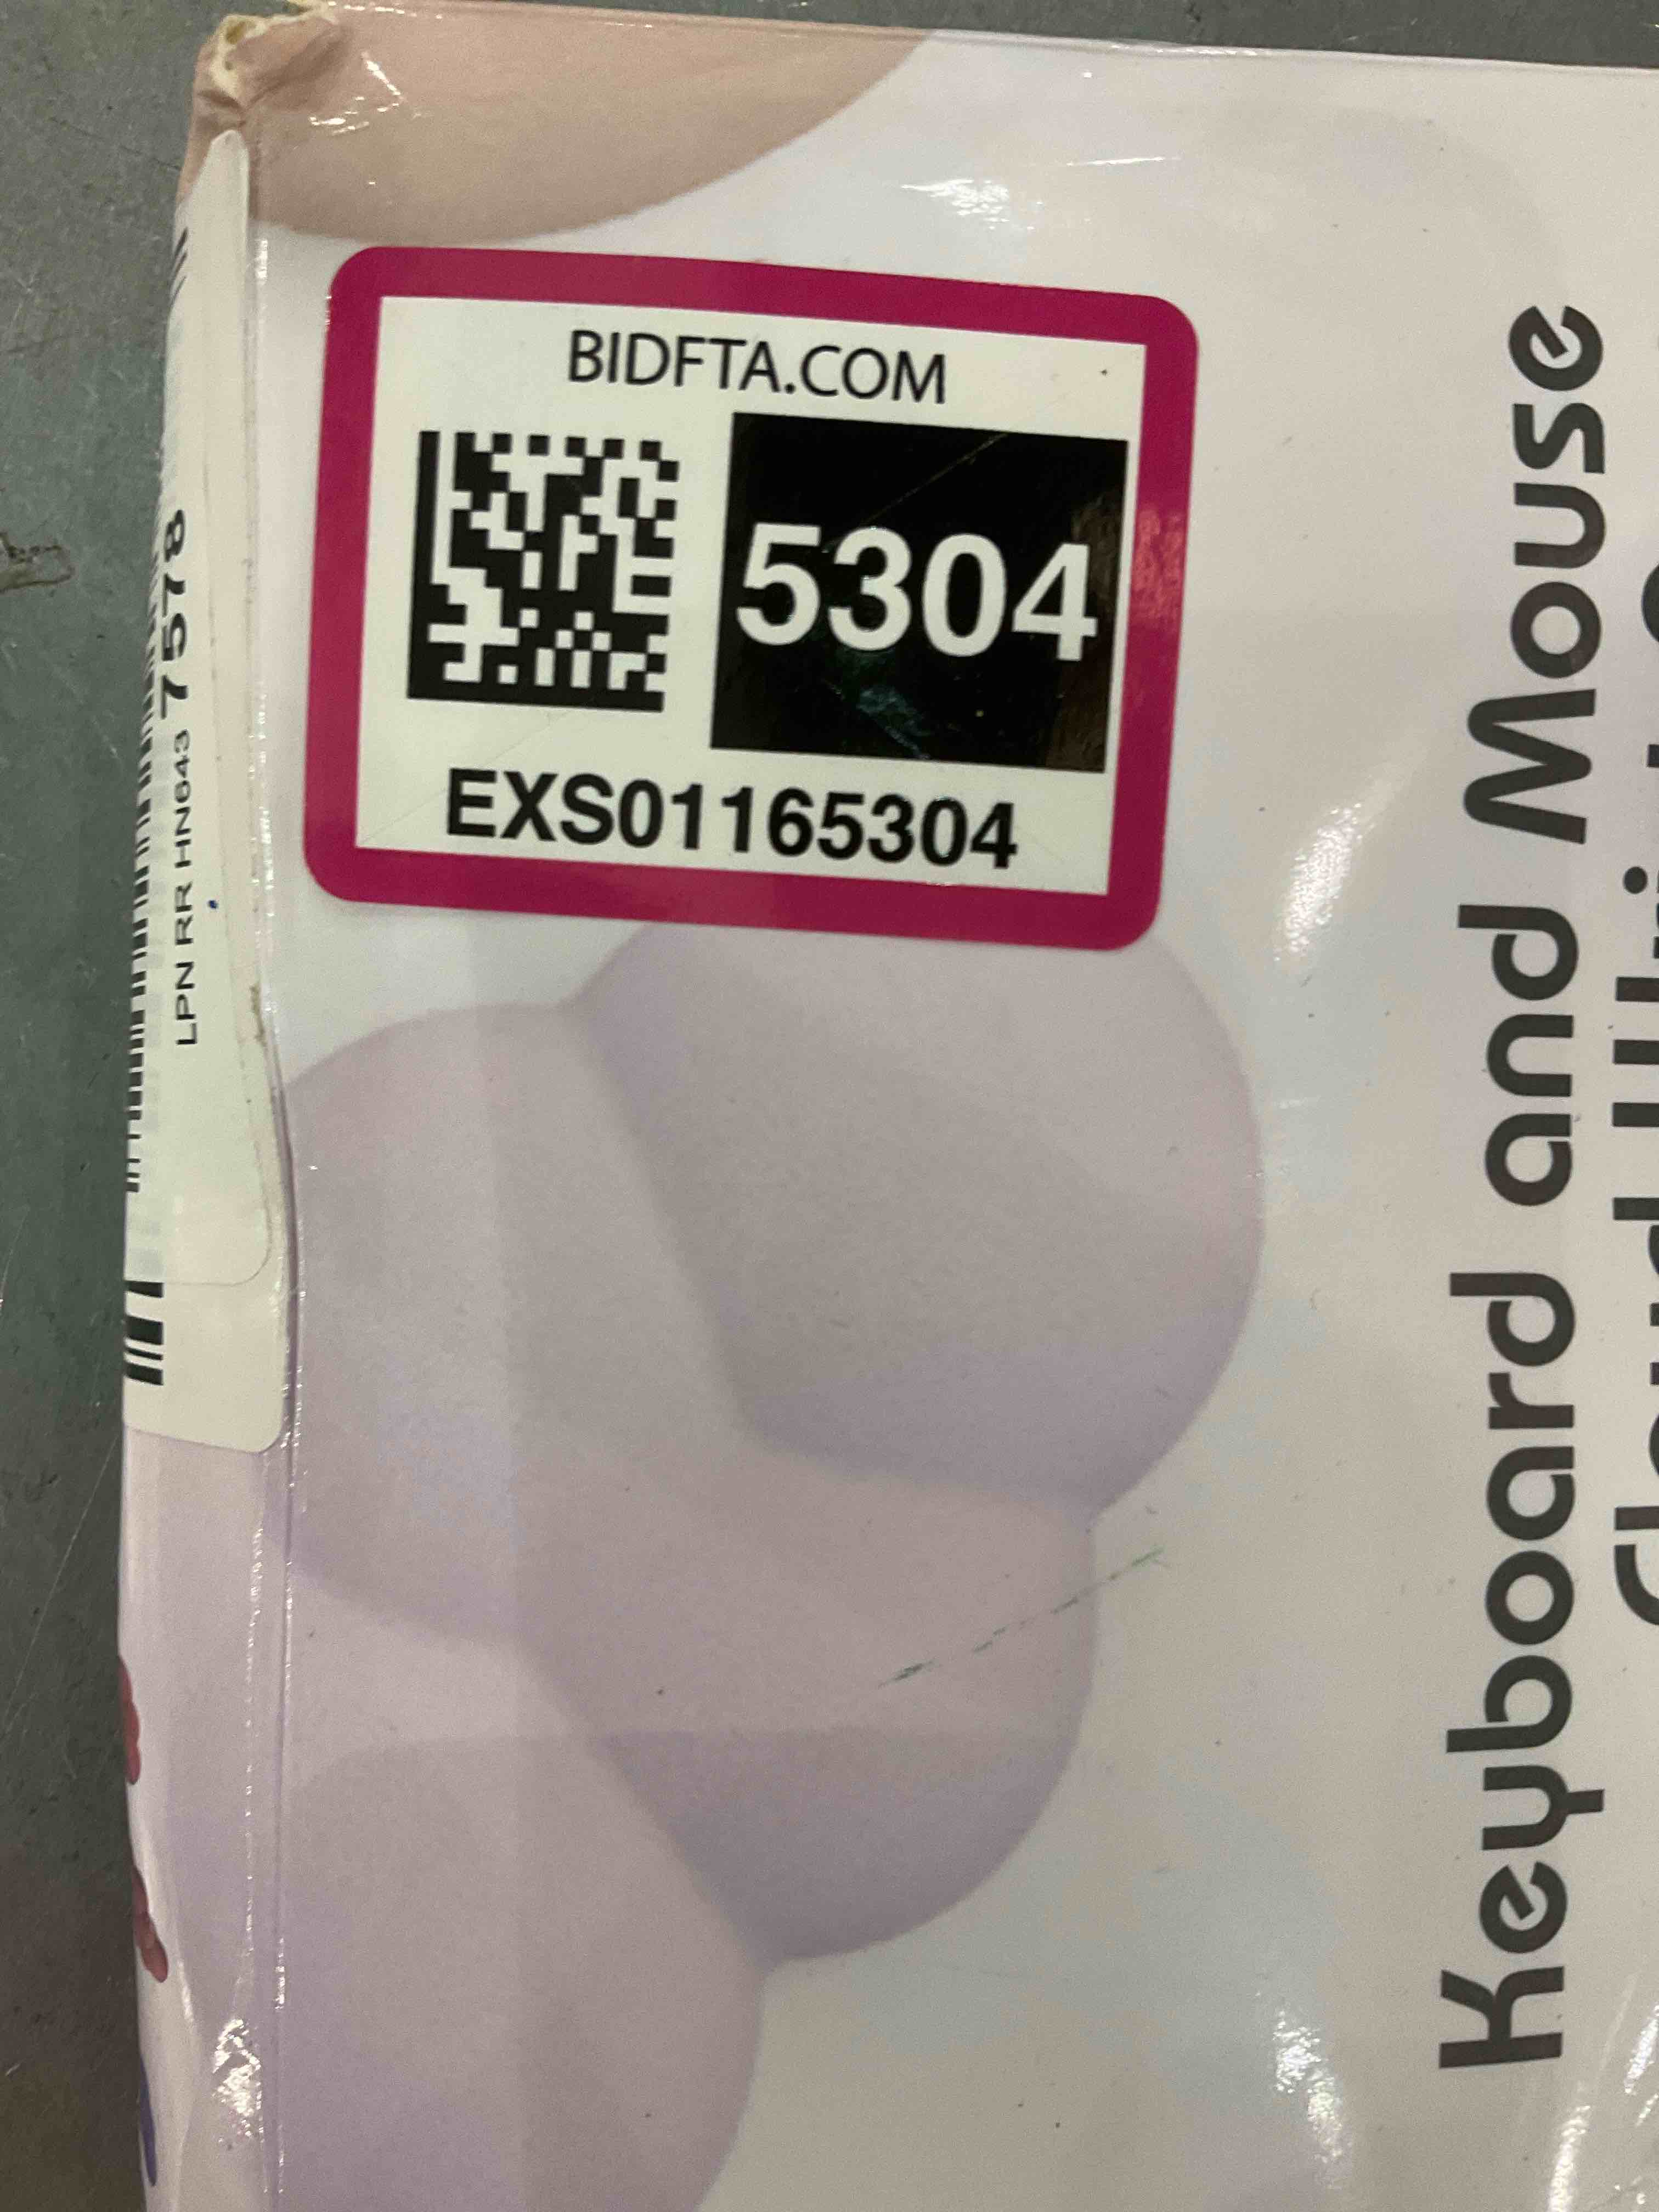 BIDFTA.COM
5304
EXS01165304
LPN RR HN643 7578
Keyboard and Mouse